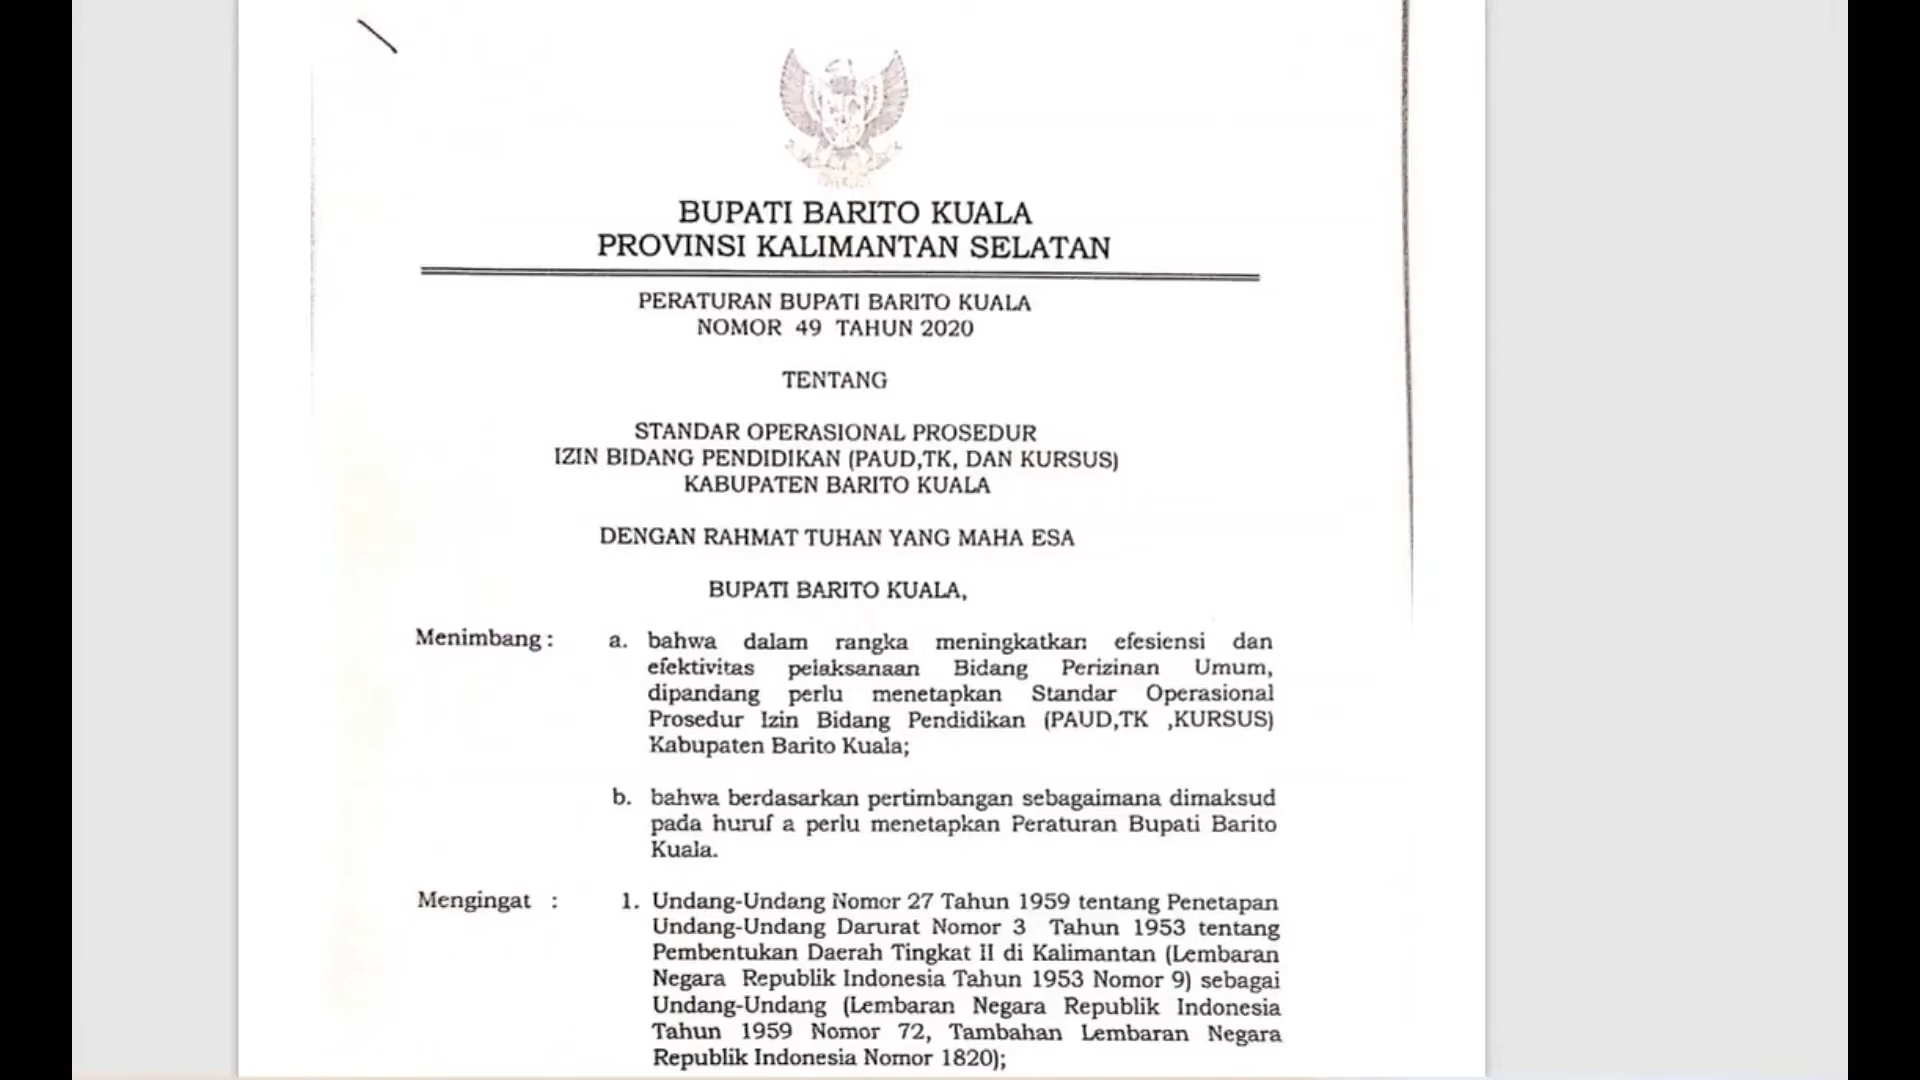 BUPATI BARITO KUALA
PROVINSI KALIMANTAN SELATAN
PERATURAN BUPATI BARITO KUALA
NOMOR 49 TAHUN 2020
TENTANG
STANDAR OPERASIONAL PROSEDUR
IZIN BIDANG PENDIDIKAN (PAUD,TK, DAN KURSUS)
KABUPATEN BARITO KUALA
DENGAN RAHMAT TUHAN YANG MAHA ESA
BUPATI BARITO KUALA,
Menimbang : a. bahwa dalam rangka meningkatkan efesiensi dan
efektivitas pelaksanaan Bidang Perizinan Umum,
dipandang perlu menetapkan Standar Operasional
Prosedur Izin Bidang Pendidikan (PAUD,TK ,KURSUS)
Kabupaten Barito Kuala;
b. bahwa berdasarkan pertimbangan sebagaimana dimaksud
pada huruf a perlu menetapkan Peraturan Bupati Barito
Kuala.
Mengingat : 1. Undang-Undang Nomor 27 Tahun 1959 tentang Penetapan
Undang-Undang Darurat Nomor 3 Tahun 1953 tentang
Pembentukan Daerah Tingkat II di Kalimantan (Lembaran
Negara Republik Indonesia Tahun 1953 Nomor 9) sebagai
Undang-Undang (Lembaran Negara Republik Indonesia
Tahun 1959 Nomor 72, Tambahan Lembaran Negara
Republik Indonesia Nomor 1820);